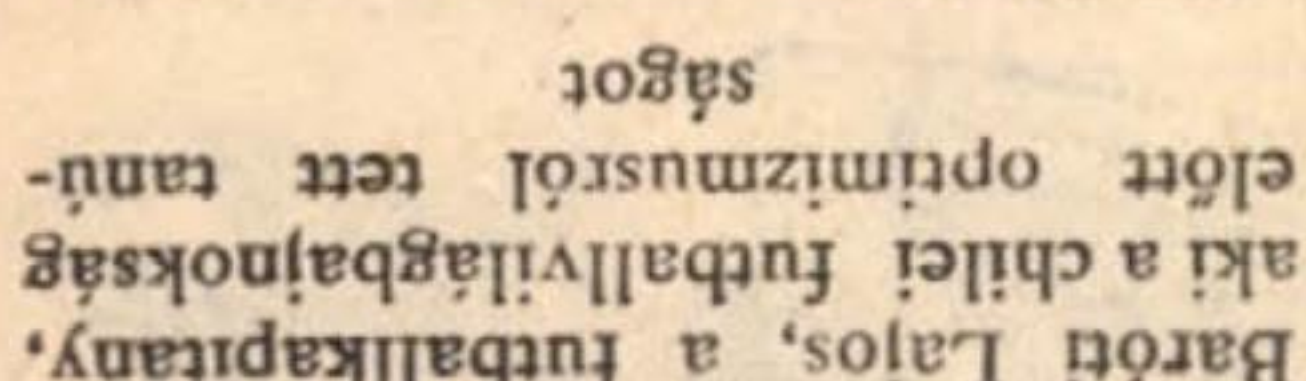 Baróti Lajos, a futballkapitány,
aki a chilei futballvilágbajnokság
előtt optimizmusról tett tanú-
ságot